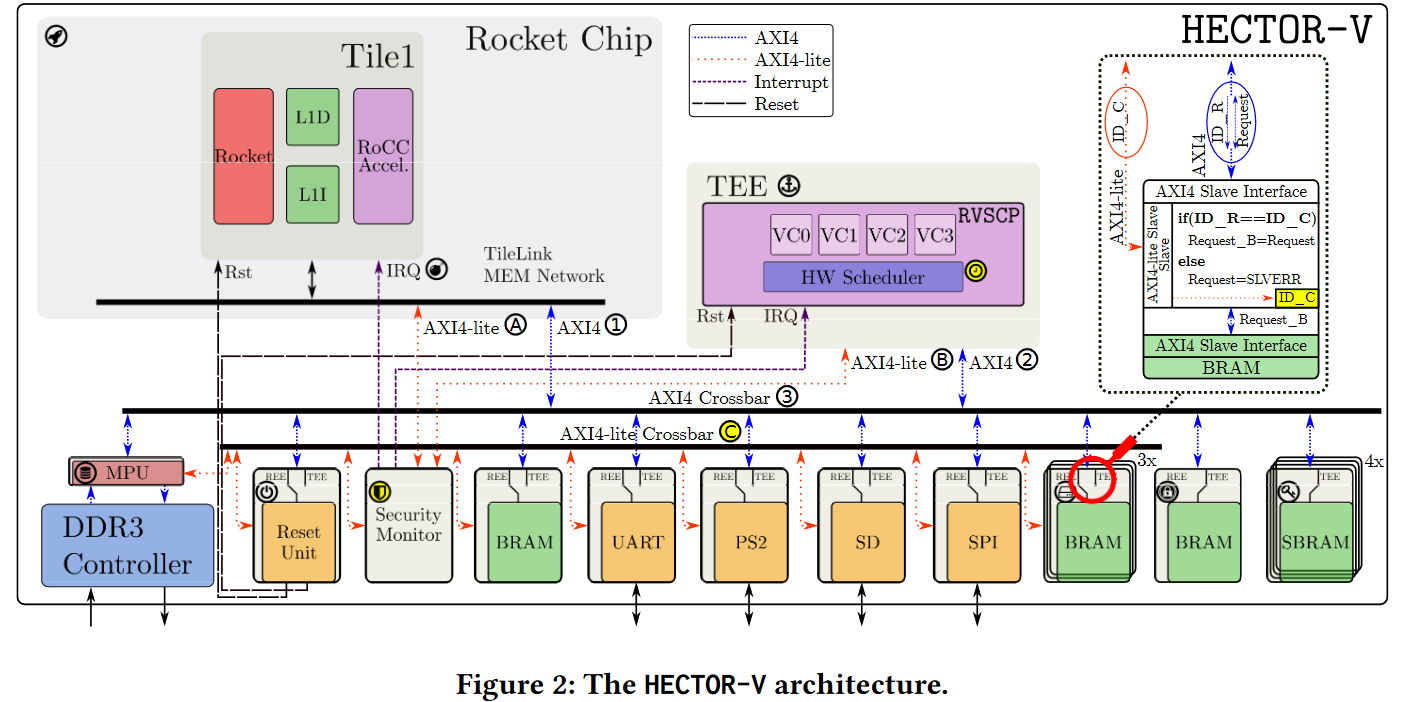 HECTOR-V
Rocket Chip
Tile1
Rocket
L1D
L1I
RoCC
Accel.
AXI4
AXI4-lite
Interrupt
Reset
TileLink
MEM Network
Rst
IRQ
AXI4-lite A
AXI4 1
TEE
RVSCP
VC0 VC1 VC2 VC3
HW Scheduler
Rst
IRQ
AXI4-lite B
AXI4 2
ID_C
AXI4-lite
ID_R
Request
AXI4
AXI4 Slave Interface
AXI4-lite Slave
Slave
if(ID_R==ID_C)
Request_B=Request
else
Request=SLVERR
ID_C
Request_B
AXI4 Slave Interface
BRAM
AXI4 Crossbar 3
AXI4-lite Crossbar C
MPU
DDR3
Controller
REE TEE
Reset
Unit
Security
Monitor
REE TEE
BRAM
REE TEE
UART
REE TEE
PS2
REE TEE
SD
REE TEE
SPI
3x
TEE
BRAM
REE TEE
BRAM
4x
TEE
SBRAM
Figure 2: The HECTOR-V architecture.